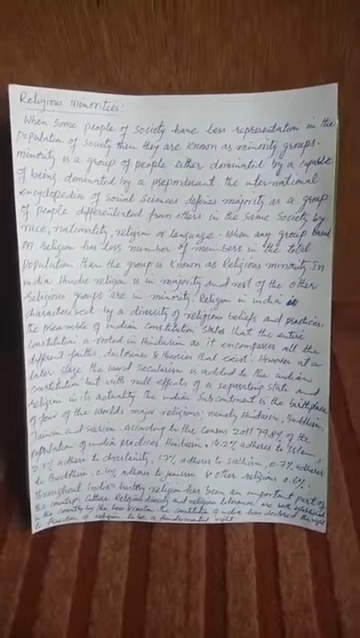 Religious minorities:
When some people of society have less representation in the
population of society then they are known as minority groups.
minority is a group of people either dominated by a capable
of being dominated by a preponderant the international
encyclopedia of social sciences defines majority as a group
of people differentiated from others in the same society by
race, nationality, religion or language - when any group based
on religion has less number of members in the total
population than the group is known as Religious minority In
india Hindu religion is in majority and rest of the other
Religious groups are in minority. Religion in india is
characterised by a diversity of religious beliefs and practices
the preamble of indian constitution states that the entire
constitution is rooted in Hinduism as it encompasses all the
different faiths, doctrines & theories that exist. However at a
later stage the word secularism is added to the indian
constitution but with null effects of a separating state and
Religion in its actuality the indian Subcontinent is the birthplace
of four of the worlds major religions; namely Hinduism, Buddhism
Jainism and Sikhism. According to the Census 2011 79.8% of the
population of india practices Hinduism, 14.2% adheres to Islam,
2.3% adhere to christianity, 1.7% adheres to Sikhism, 0.7% adheres
to Buddhism, 0.4% adheres to jainism & other religions 0.6%.
throughout India's history religion has been an important part of
the country's Culture Religious diversity and religious tolerance are both established
in the country by the law & custom the constitution of india has declared the right
to freedom of religion to be a fundamental right